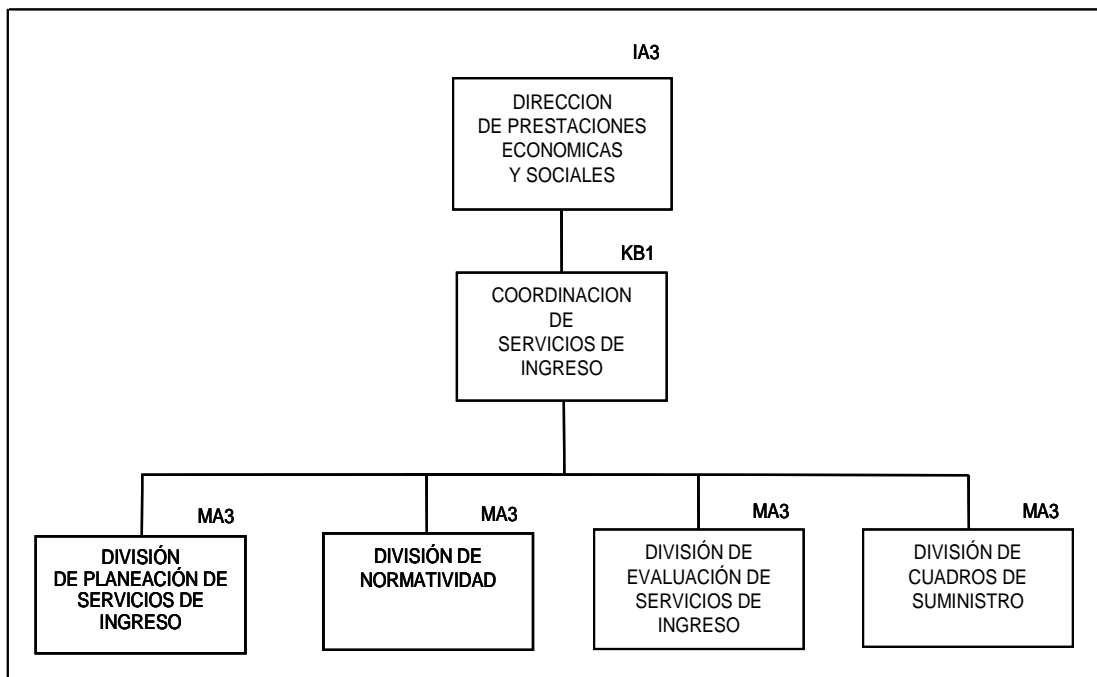 IA3
DIRECCION
DE PRESTACIONES
ECONOMICAS
Y SOCIALES
KB1
COORDINACION
DE
SERVICIOS DE
INGRESO
MA3
DIVISIÓN
DE PLANEACIÓN DE
SERVICIOS DE
INGRESO
MA3
DIVISIÓN DE
NORMATIVIDAD
MA3
DIVISIÓN DE
EVALUACIÓN DE
SERVICIOS DE
INGRESO
MA3
DIVISIÓN DE
CUADROS DE
SUMINISTRO